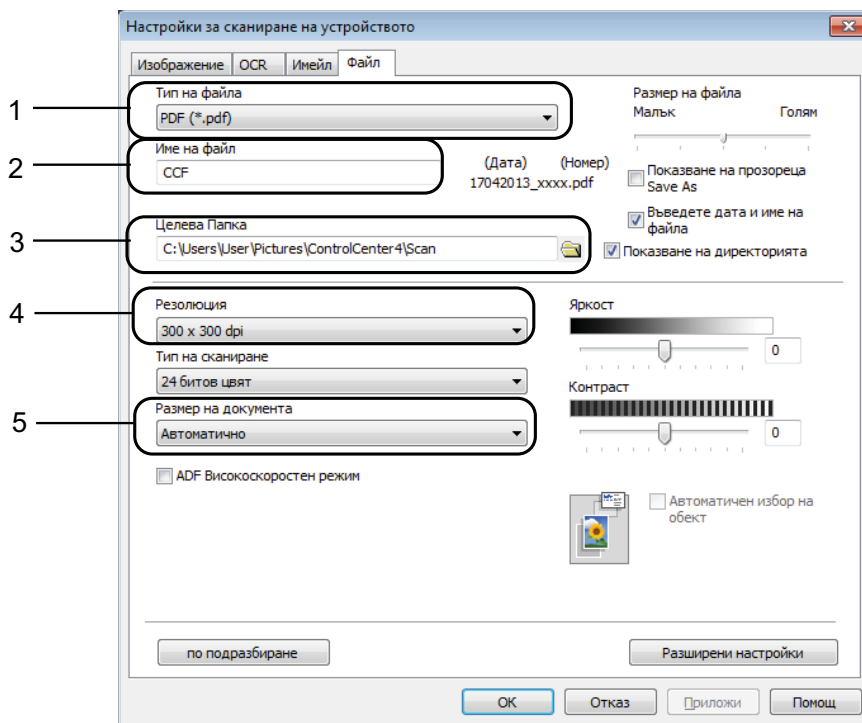 Настройки за сканиране на устройството
Изображение OCR Имейл Файл
1
Тип на файла
PDF (*.pdf)
Размер на файла
Малък Голям
2
Име на файл
CCF
(Дата) (Номер)
17042013_xxxx.pdf
Показване на прозореца
Save As
Въведете дата и име на
файла
3
Целева Папка
C:\Users\User\Pictures\ControlCenter4\Scan
Показване на директорията
4
Резолюция
300 x 300 dpi
Яркост
0
Тип на сканиране
24 битов цвят
Контраст
0
5
Размер на документа
Автоматично
ADF Високоскоростен режим
Автоматичен избор на
обект
по подразбиране
Разширени настройки
OK Отказ Приложи Помощ